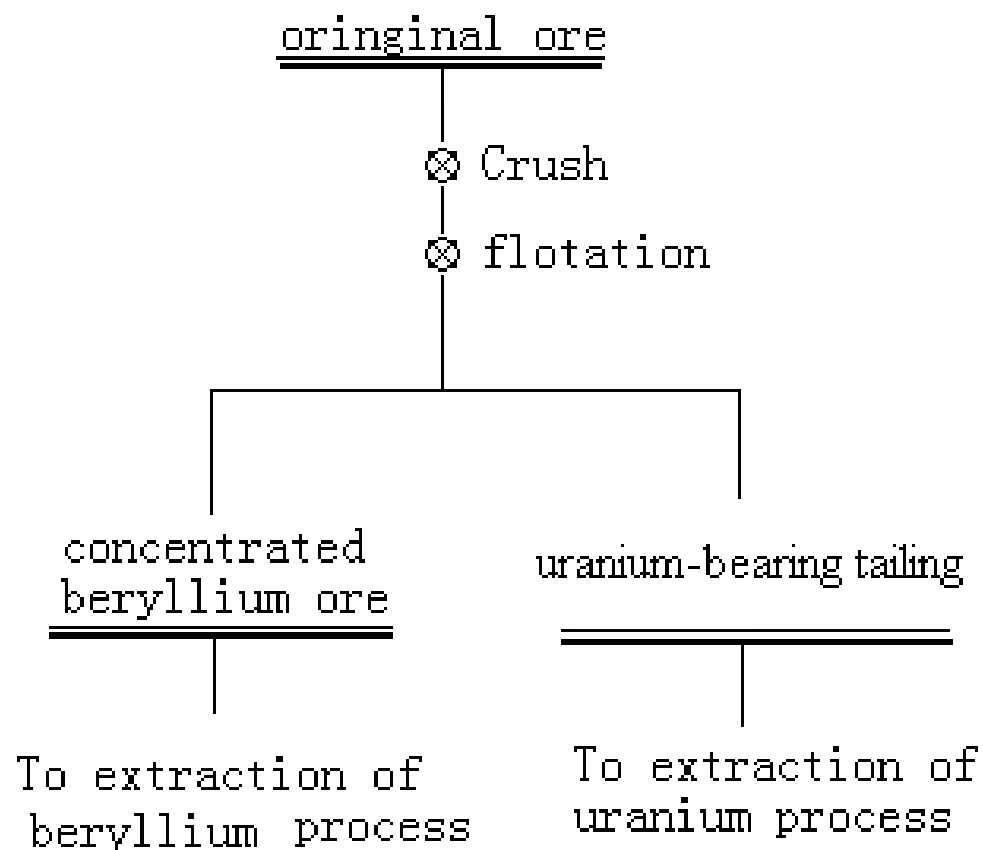 oringinal ore
Crush
flotation
concentrated
beryllium ore
uranium-bearing tailing
To extraction of
beryllium process
To extraction of
uranium process